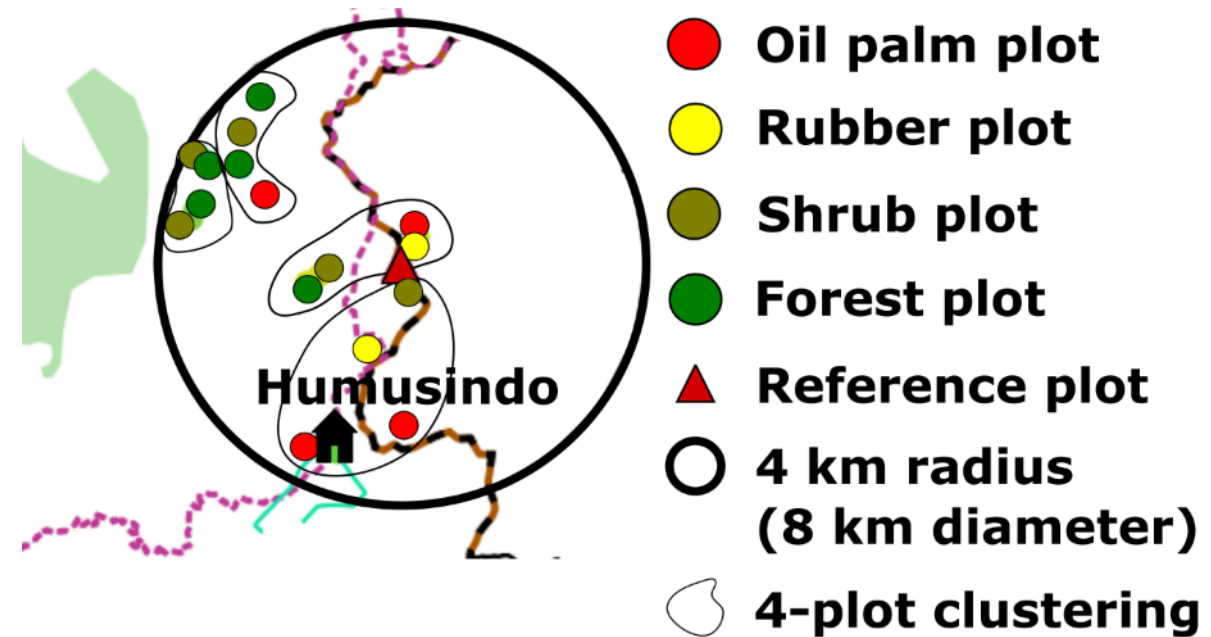 Oil palm plot
Rubber plot
Shrub plot
Forest plot
Humusindo
Reference plot
4 km radius
(8 km diameter)
4-plot clustering